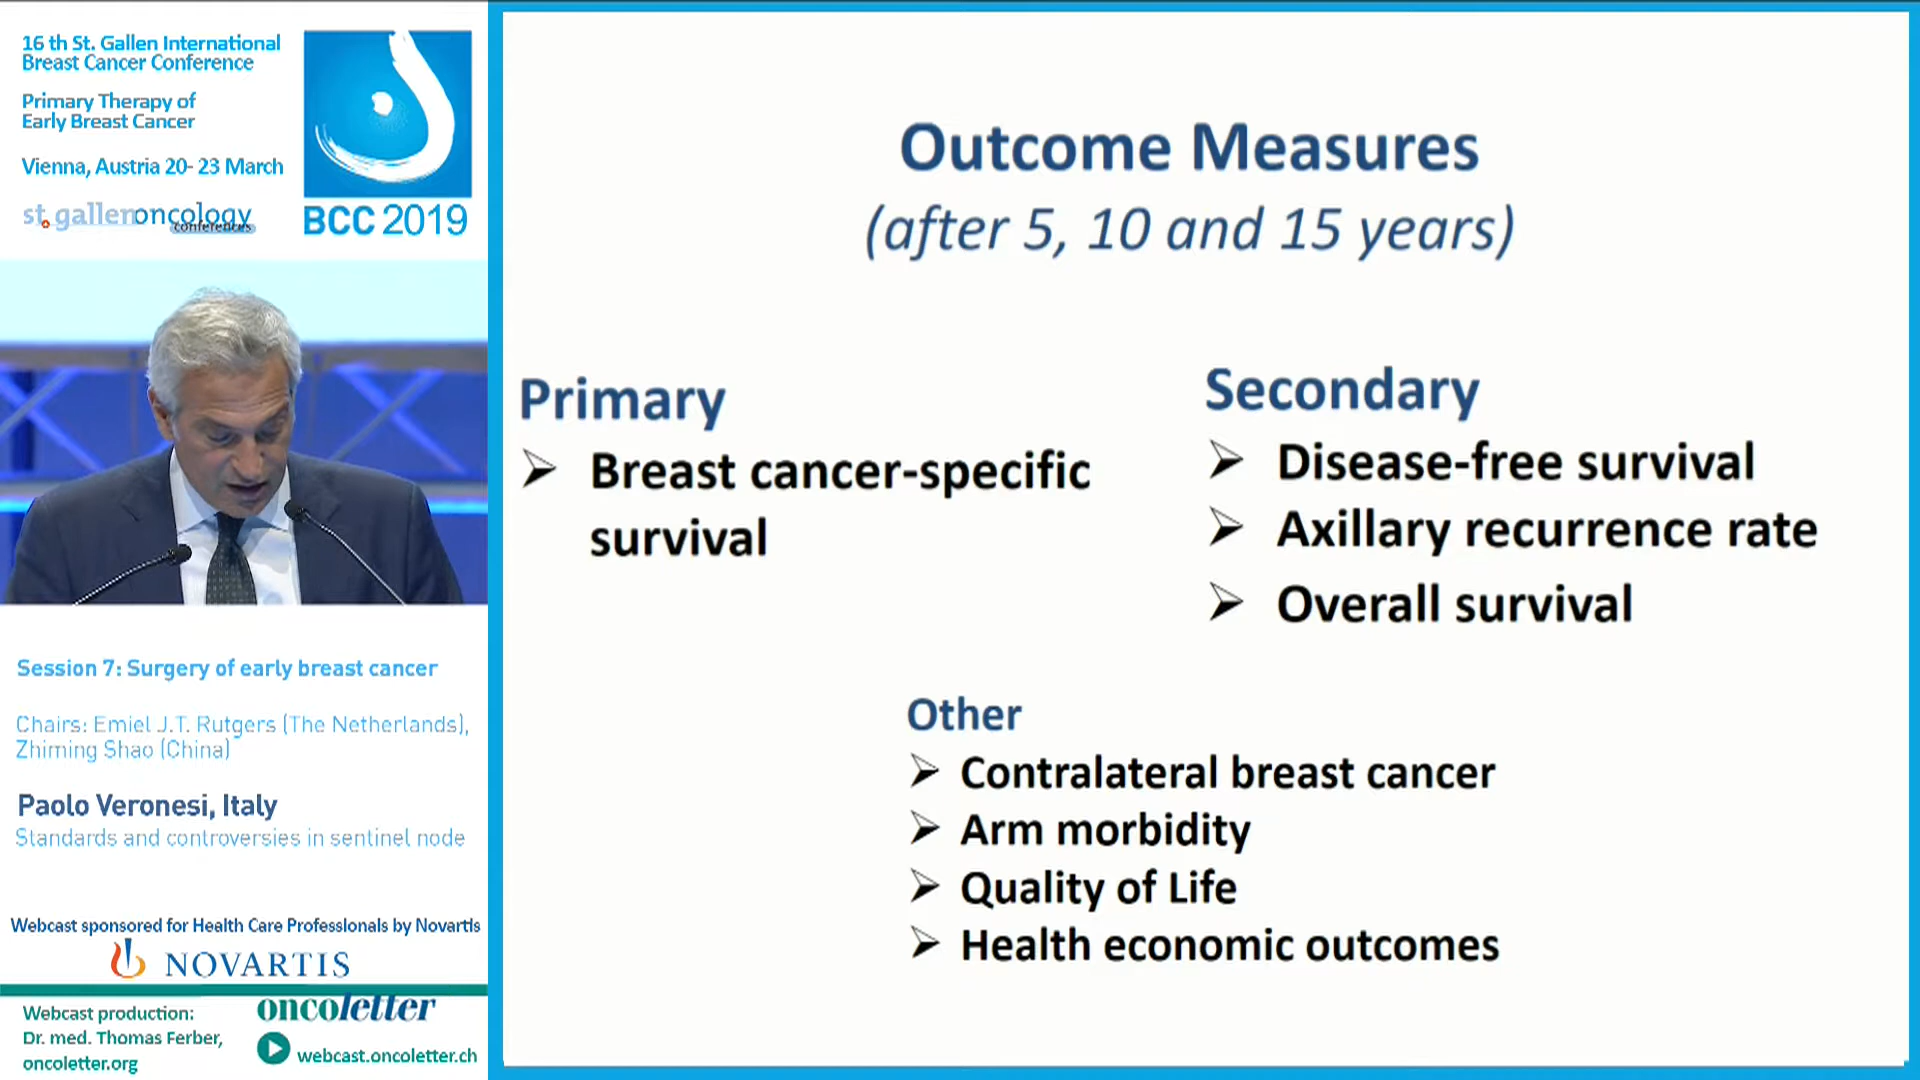 16 th St. Gallen International
Breast Cancer Conference
Primary Therapy of
Early Breast Cancer
Vienna, Austria 20- 23 March
st.gallenoncology
conferences
BCC 2019
Session 7: Surgery of early breast cancer
Chairs: Emiel J.T. Rutgers (The Netherlands),
Zhiming Shao (China)
Paolo Veronesi, Italy
Standards and controversies in sentinel node
Webcast sponsored for Health Care Professionals by Novartis
NOVARTIS
Webcast production:
Dr. med. Thomas Ferber,
oncoletter.org
oncoletter
webcast.oncoletter.ch
Outcome Measures
(after 5, 10 and 15 years)
Primary
Breast cancer-specific
survival
Secondary
Disease-free survival
Axillary recurrence rate
Overall survival
Other
Contralateral breast cancer
Arm morbidity
Quality of Life
Health economic outcomes